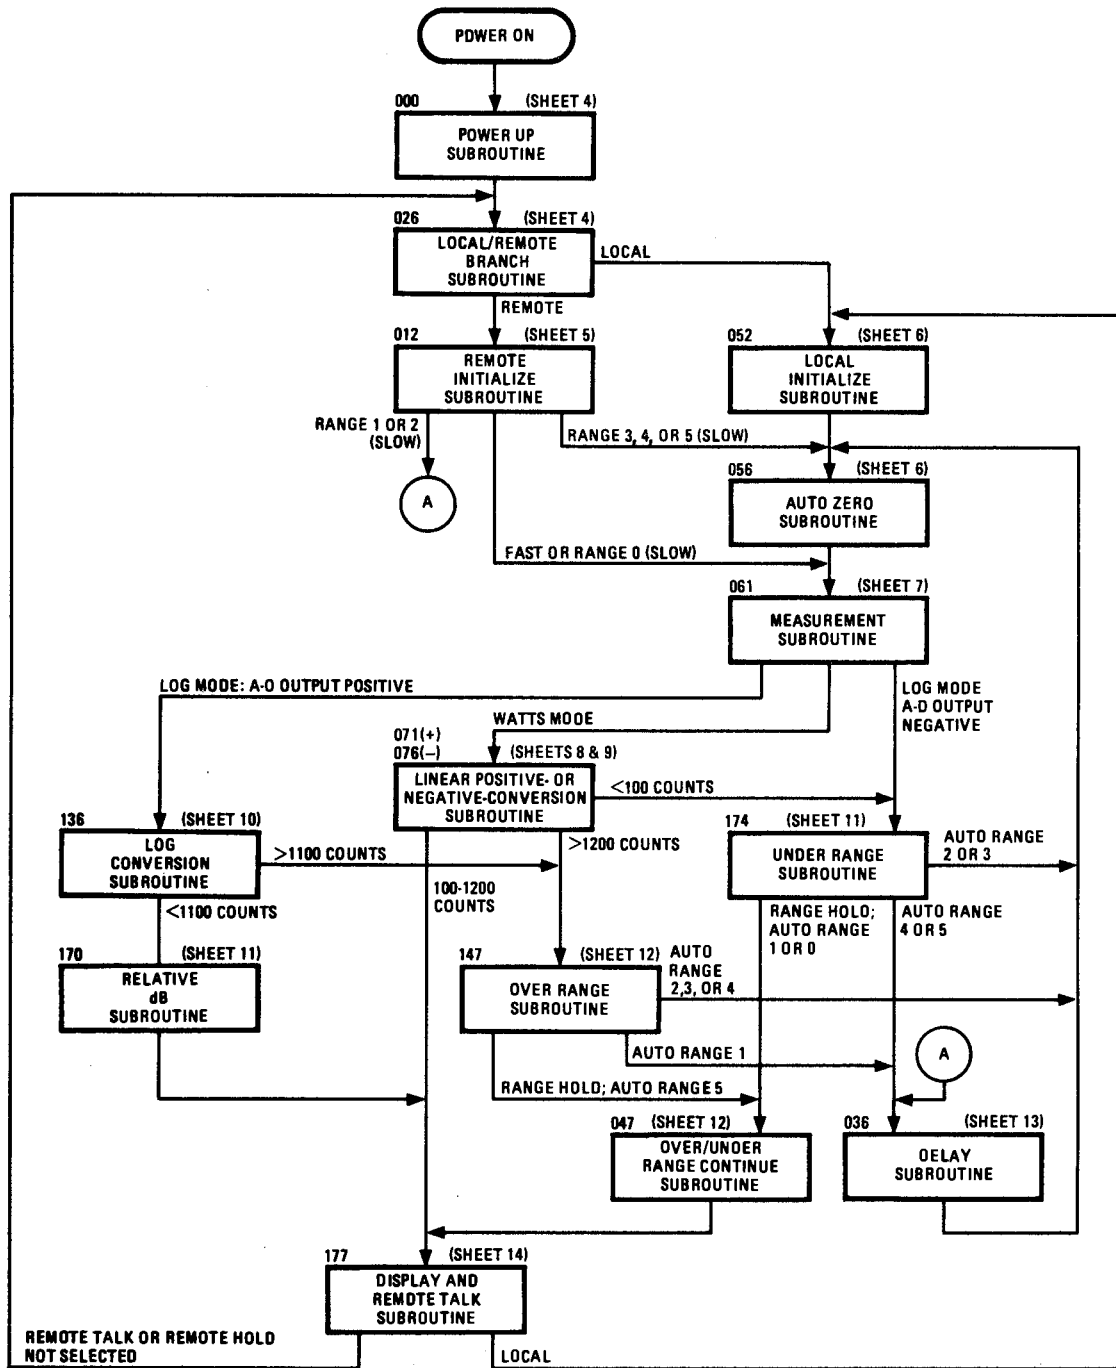 POWER ON
000 (SHEET 4)
POWER UP
SUBROUTINE
026 (SHEET 4)
LOCAL/REMOTE
BRANCH
SUBROUTINE
LOCAL
REMOTE
012 (SHEET 5)
REMOTE
INITIALIZE
SUBROUTINE
052 (SHEET 6)
LOCAL
INITIALIZE
SUBROUTINE
RANGE 1 OR 2
(SLOW)
RANGE 3, 4, OR 5 (SLOW)
A
056 (SHEET 6)
AUTO ZERO
SUBROUTINE
FAST OR RANGE 0 (SLOW)
061 (SHEET 7)
MEASUREMENT
SUBROUTINE
LOG MODE: A-D OUTPUT POSITIVE
WATTS MODE
LOG MODE
A-D OUTPUT
NEGATIVE
071(+)
076(−) (SHEETS 8 & 9)
LINEAR POSITIVE- OR
NEGATIVE-CONVERSION
SUBROUTINE
<100 COUNTS
136 (SHEET 10)
LOG
CONVERSION
SUBROUTINE
>1100 COUNTS
>1200 COUNTS
174 (SHEET 11)
UNDER RANGE
SUBROUTINE
AUTO RANGE
2 OR 3
<1100 COUNTS
100-1200
COUNTS
RANGE HOLD;
AUTO RANGE
1 OR 0
AUTO RANGE
4 OR 5
170 (SHEET 11)
RELATIVE
dB
SUBROUTINE
147 (SHEET 12)
OVER RANGE
SUBROUTINE
AUTO
RANGE
2,3, OR 4
AUTO RANGE 1
A
RANGE HOLD; AUTO RANGE 5
047 (SHEET 12)
OVER/UNDER
RANGE CONTINUE
SUBROUTINE
036 (SHEET 13)
DELAY
SUBROUTINE
177 (SHEET 14)
DISPLAY AND
REMOTE TALK
SUBROUTINE
REMOTE TALK OR REMOTE HOLD
NOT SELECTED
LOCAL